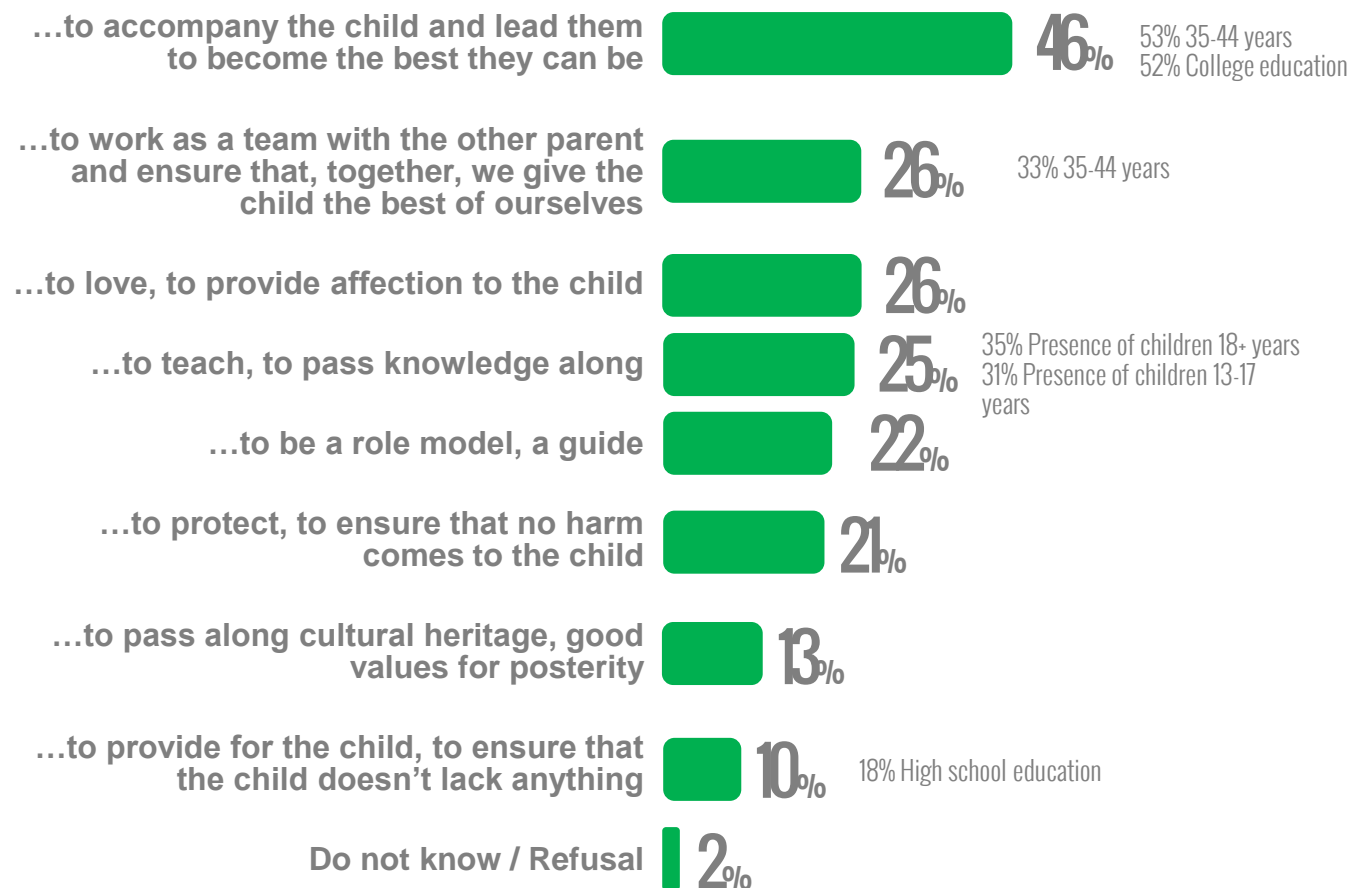 …to accompany the child and lead them
to become the best they can be
46%
53% 35-44 years
52% College education
…to work as a team with the other parent
and ensure that, together, we give the
child the best of ourselves
26%
33% 35-44 years
…to love, to provide affection to the child
26%
…to teach, to pass knowledge along
25%
35% Presence of children 18+ years
31% Presence of children 13-17
years
…to be a role model, a guide
22%
…to protect, to ensure that no harm
comes to the child
21%
…to pass along cultural heritage, good
values for posterity
13%
…to provide for the child, to ensure that
the child doesn’t lack anything
10%
18% High school education
Do not know / Refusal
2%